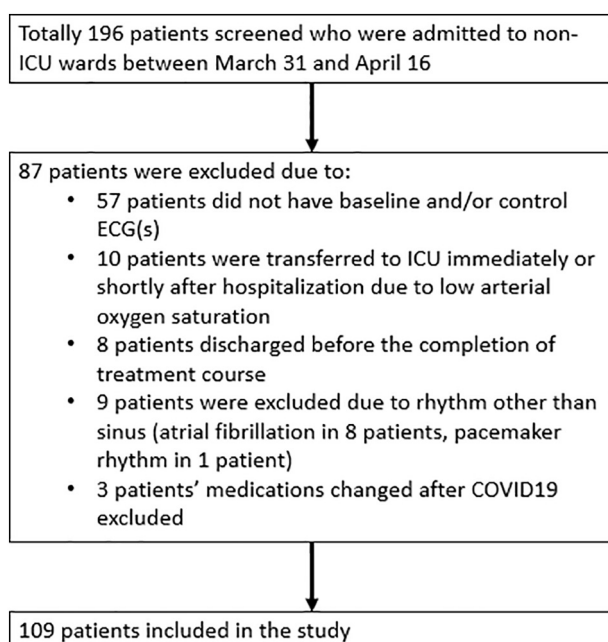 Totally 196 patients screened who were admitted to non-
ICU wards between March 31 and April 16
87 patients were excluded due to:
• 57 patients did not have baseline and/or control
ECG(s)
• 10 patients were transferred to ICU immediately or
shortly after hospitalization due to low arterial
oxygen saturation
• 8 patients discharged before the completion of
treatment course
• 9 patients were excluded due to rhythm other than
sinus (atrial fibrillation in 8 patients, pacemaker
rhythm in 1 patient)
• 3 patients’ medications changed after COVID19
excluded
109 patients included in the study